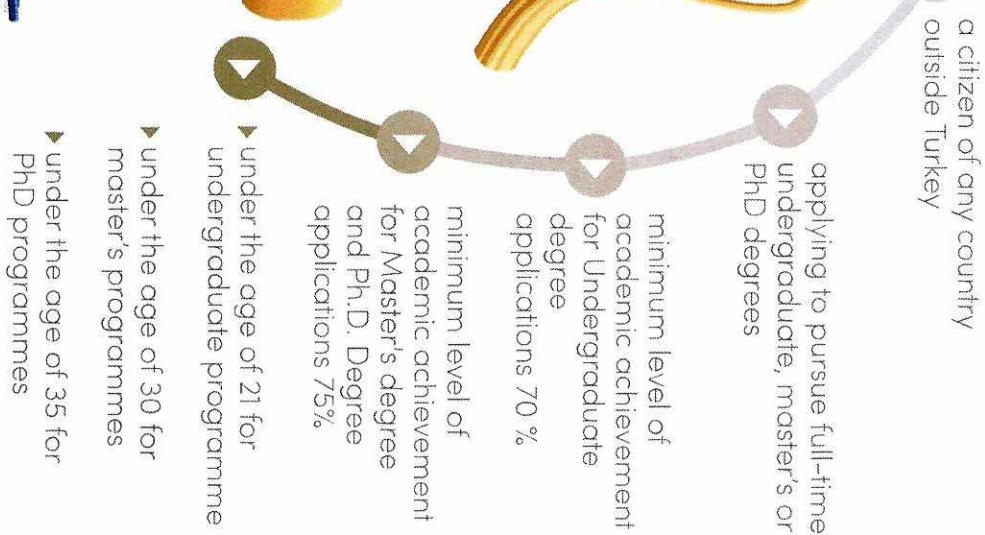 a citizen of any country
outside Turkey
applying to pursue full-time
undergraduate, master's or
PhD degrees
minimum level of
academic achievement
for Undergraduate
degree
applications 70 %
minimum level of
academic achievement
for Master's degree
and Ph.D. Degree
applications 75%
under the age of 21 for
undergraduate programme
under the age of 30 for
master's programmes
under the age of 35 for
PhD programmes